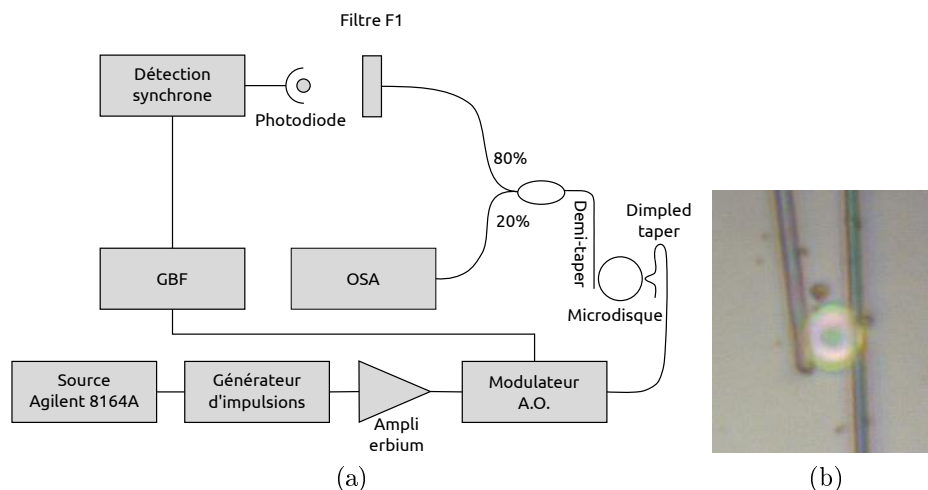 Filtre F1
Détection
synchrone
Photodiode
80%
20%
Demi-taper
Dimpled
taper
GBF
OSA
Microdisque
Source
Agilent 8164A
Générateur
d'impulsions
Ampli
erbium
Modulateur
A.O.
(a)
(b)